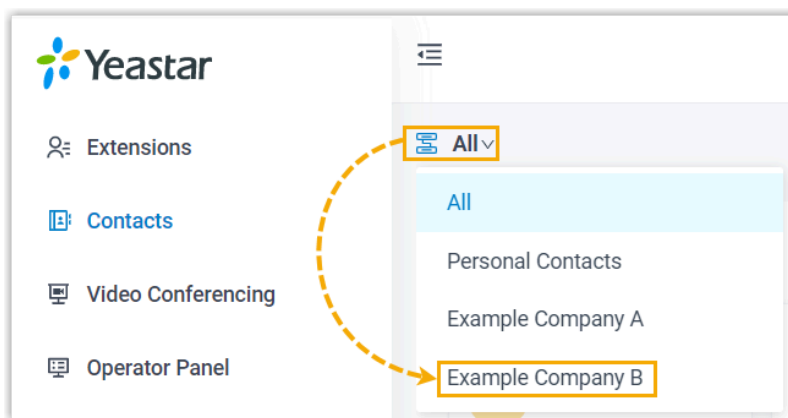 Yeastar
Extensions
Contacts
Video Conferencing
Operator Panel
All
All
Personal Contacts
Example Company A
Example Company B